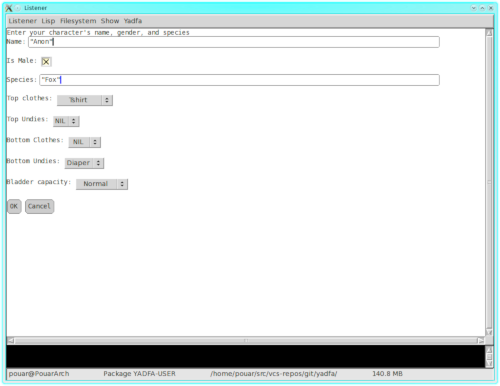 Listener
Listener Lisp Filesystem Show Yadfa
Enter your character's name, gender, and species
Name: "Anon"
Is Male:
Species: "Fox"
Top clothes: Tshirt
Top Undies: NIL
Bottom Clothes: NIL
Bottom Undies: Diaper
Bladder capacity: Normal
OK Cancel
pouar@PouarArch Package YADFA-USER /home/pouar/src/vcs-repos/git/yadfa/ 140.8 MB